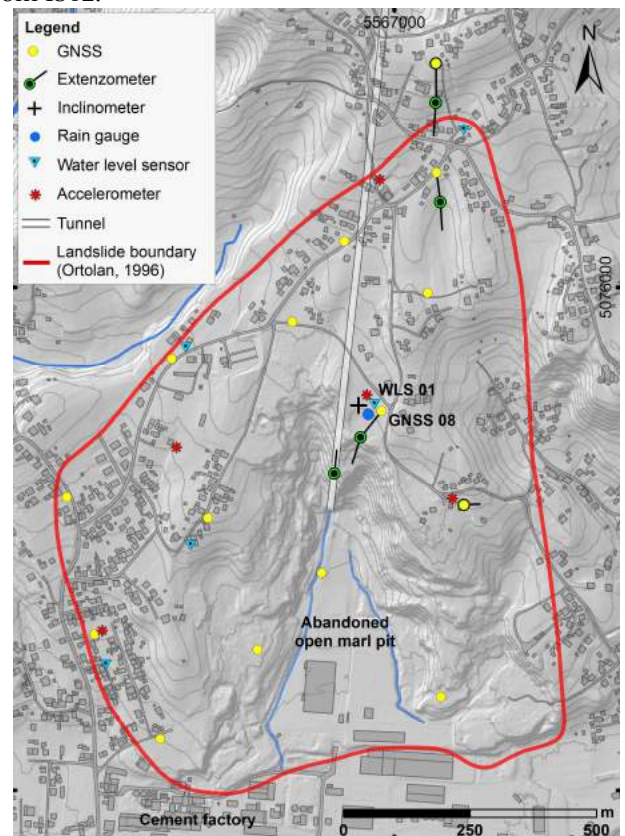 5567000
Legend
GNSS
Extenzometer
Inclinometer
Rain gauge
Water level sensor
Accelerometer
Tunnel
Landslide boundary
(Ortolan, 1996)
N
5076000
WLS 01
GNSS 08
Abandoned
open marl pit
Cement factory
m
0 250 500